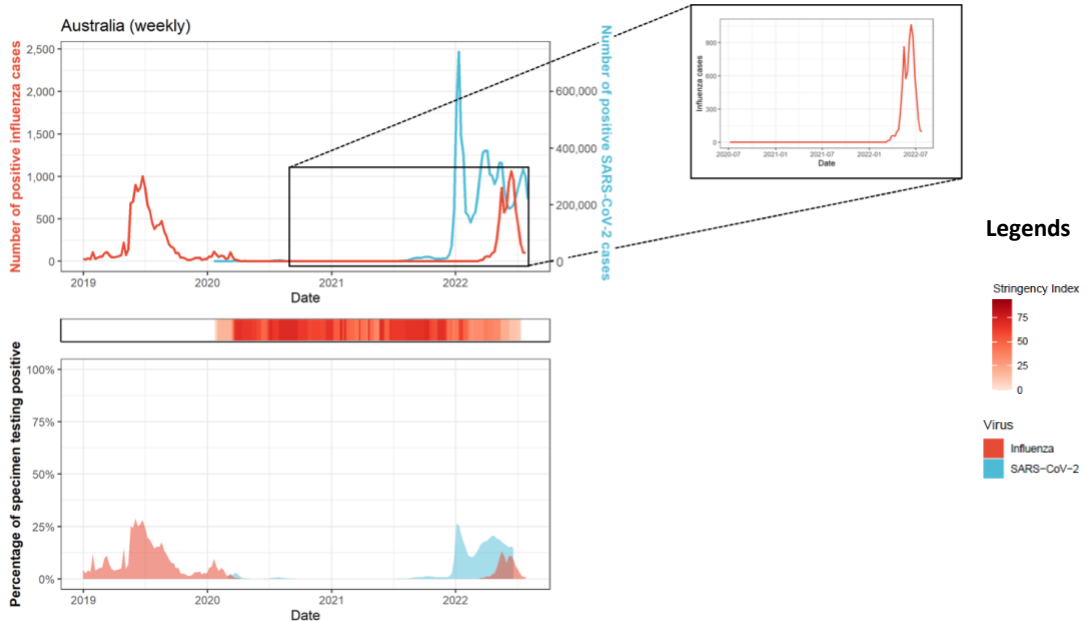 Australia (weekly)
Number of positive influenza cases
2,500
2,000
1,500
1,000
500
0
600,000
400,000
200,000
0
Number of positive SARS-CoV-2 cases
2019
2020
2021
2022
Date
Influenza cases
900
600
300
0
2020-07
2021-01
2021-07
2022-01
2022-07
Date
Percentage of specimen testing positive
100%
75%
50%
25%
0%
2019
2020
2021
2022
Date
Legends
Stringency Index
75
50
25
0
Virus
Influenza
SARS-CoV-2